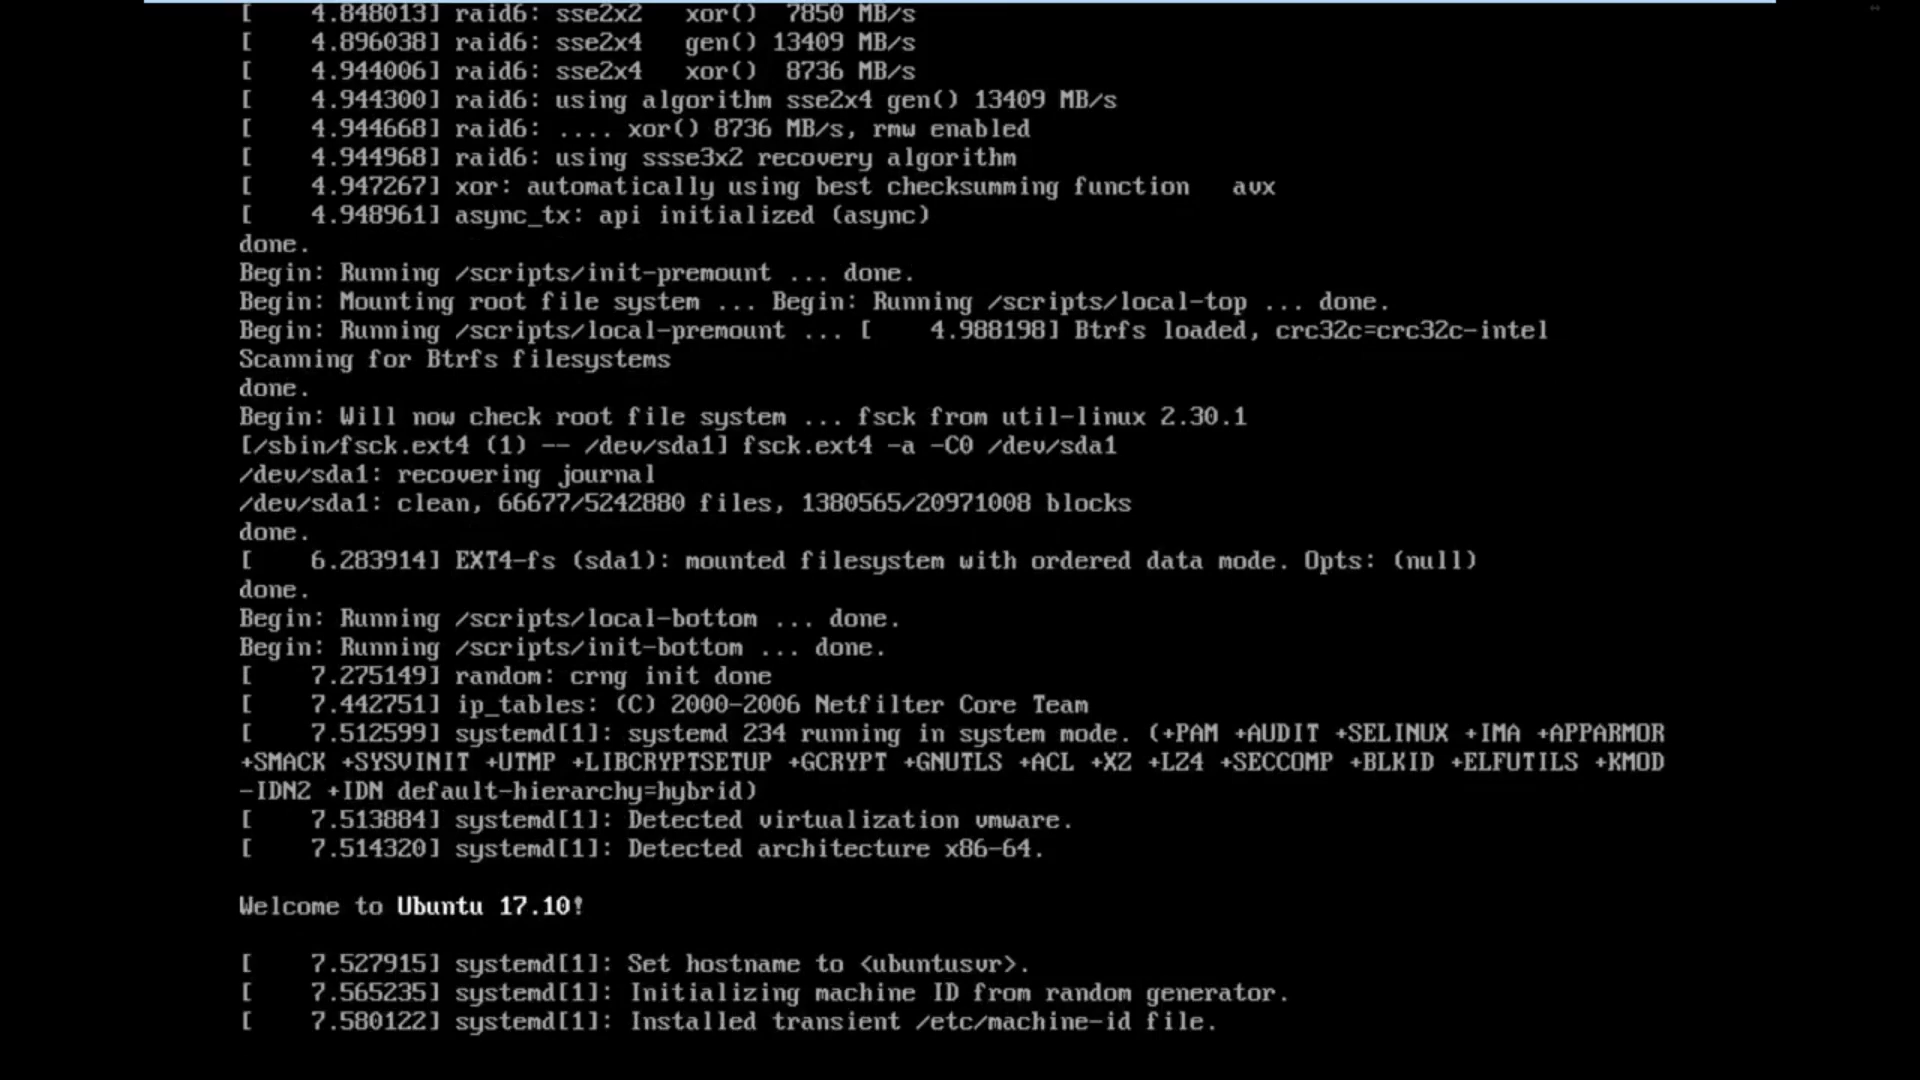 [    4.848013] raid6: sse2x2   xor()  7850 MB/s
[    4.896038] raid6: sse2x4   gen() 13409 MB/s
[    4.944006] raid6: sse2x4   xor()  8736 MB/s
[    4.944300] raid6: using algorithm sse2x4 gen() 13409 MB/s
[    4.944668] raid6: .... xor() 8736 MB/s, rmw enabled
[    4.944968] raid6: using ssse3x2 recovery algorithm
[    4.947267] xor: automatically using best checksumming function   avx
[    4.948961] async_tx: api initialized (async)
done.
Begin: Running /scripts/init-premount ... done.
Begin: Mounting root file system ... Begin: Running /scripts/local-top ... done.
Begin: Running /scripts/local-premount ... [    4.988198] Btrfs loaded, crc32c=crc32c-intel
Scanning for Btrfs filesystems
done.
Begin: Will now check root file system ... fsck from util-linux 2.30.1
[/sbin/fsck.ext4 (1) -- /dev/sda1] fsck.ext4 -a -C0 /dev/sda1
/dev/sda1: recovering journal
/dev/sda1: clean, 66677/5242880 files, 1380565/20971008 blocks
done.
[    6.283914] EXT4-fs (sda1): mounted filesystem with ordered data mode. Opts: (null)
done.
Begin: Running /scripts/local-bottom ... done.
Begin: Running /scripts/init-bottom ... done.
[    7.275149] random: crng init done
[    7.442751] ip_tables: (C) 2000-2006 Netfilter Core Team
[    7.512599] systemd[1]: systemd 234 running in system mode. (+PAM +AUDIT +SELINUX +IMA +APPARMOR
+SMACK +SYSVINIT +UTMP +LIBCRYPTSETUP +GCRYPT +GNUTLS +ACL +XZ +LZ4 +SECCOMP +BLKID +ELFUTILS +KMOD
-IDN2 +IDN default-hierarchy=hybrid)
[    7.513884] systemd[1]: Detected virtualization vmware.
[    7.514320] systemd[1]: Detected architecture x86-64.
Welcome to Ubuntu 17.10!
[    7.527915] systemd[1]: Set hostname to <ubuntusvr>.
[    7.565235] systemd[1]: Initializing machine ID from random generator.
[    7.580122] systemd[1]: Installed transient /etc/machine-id file.